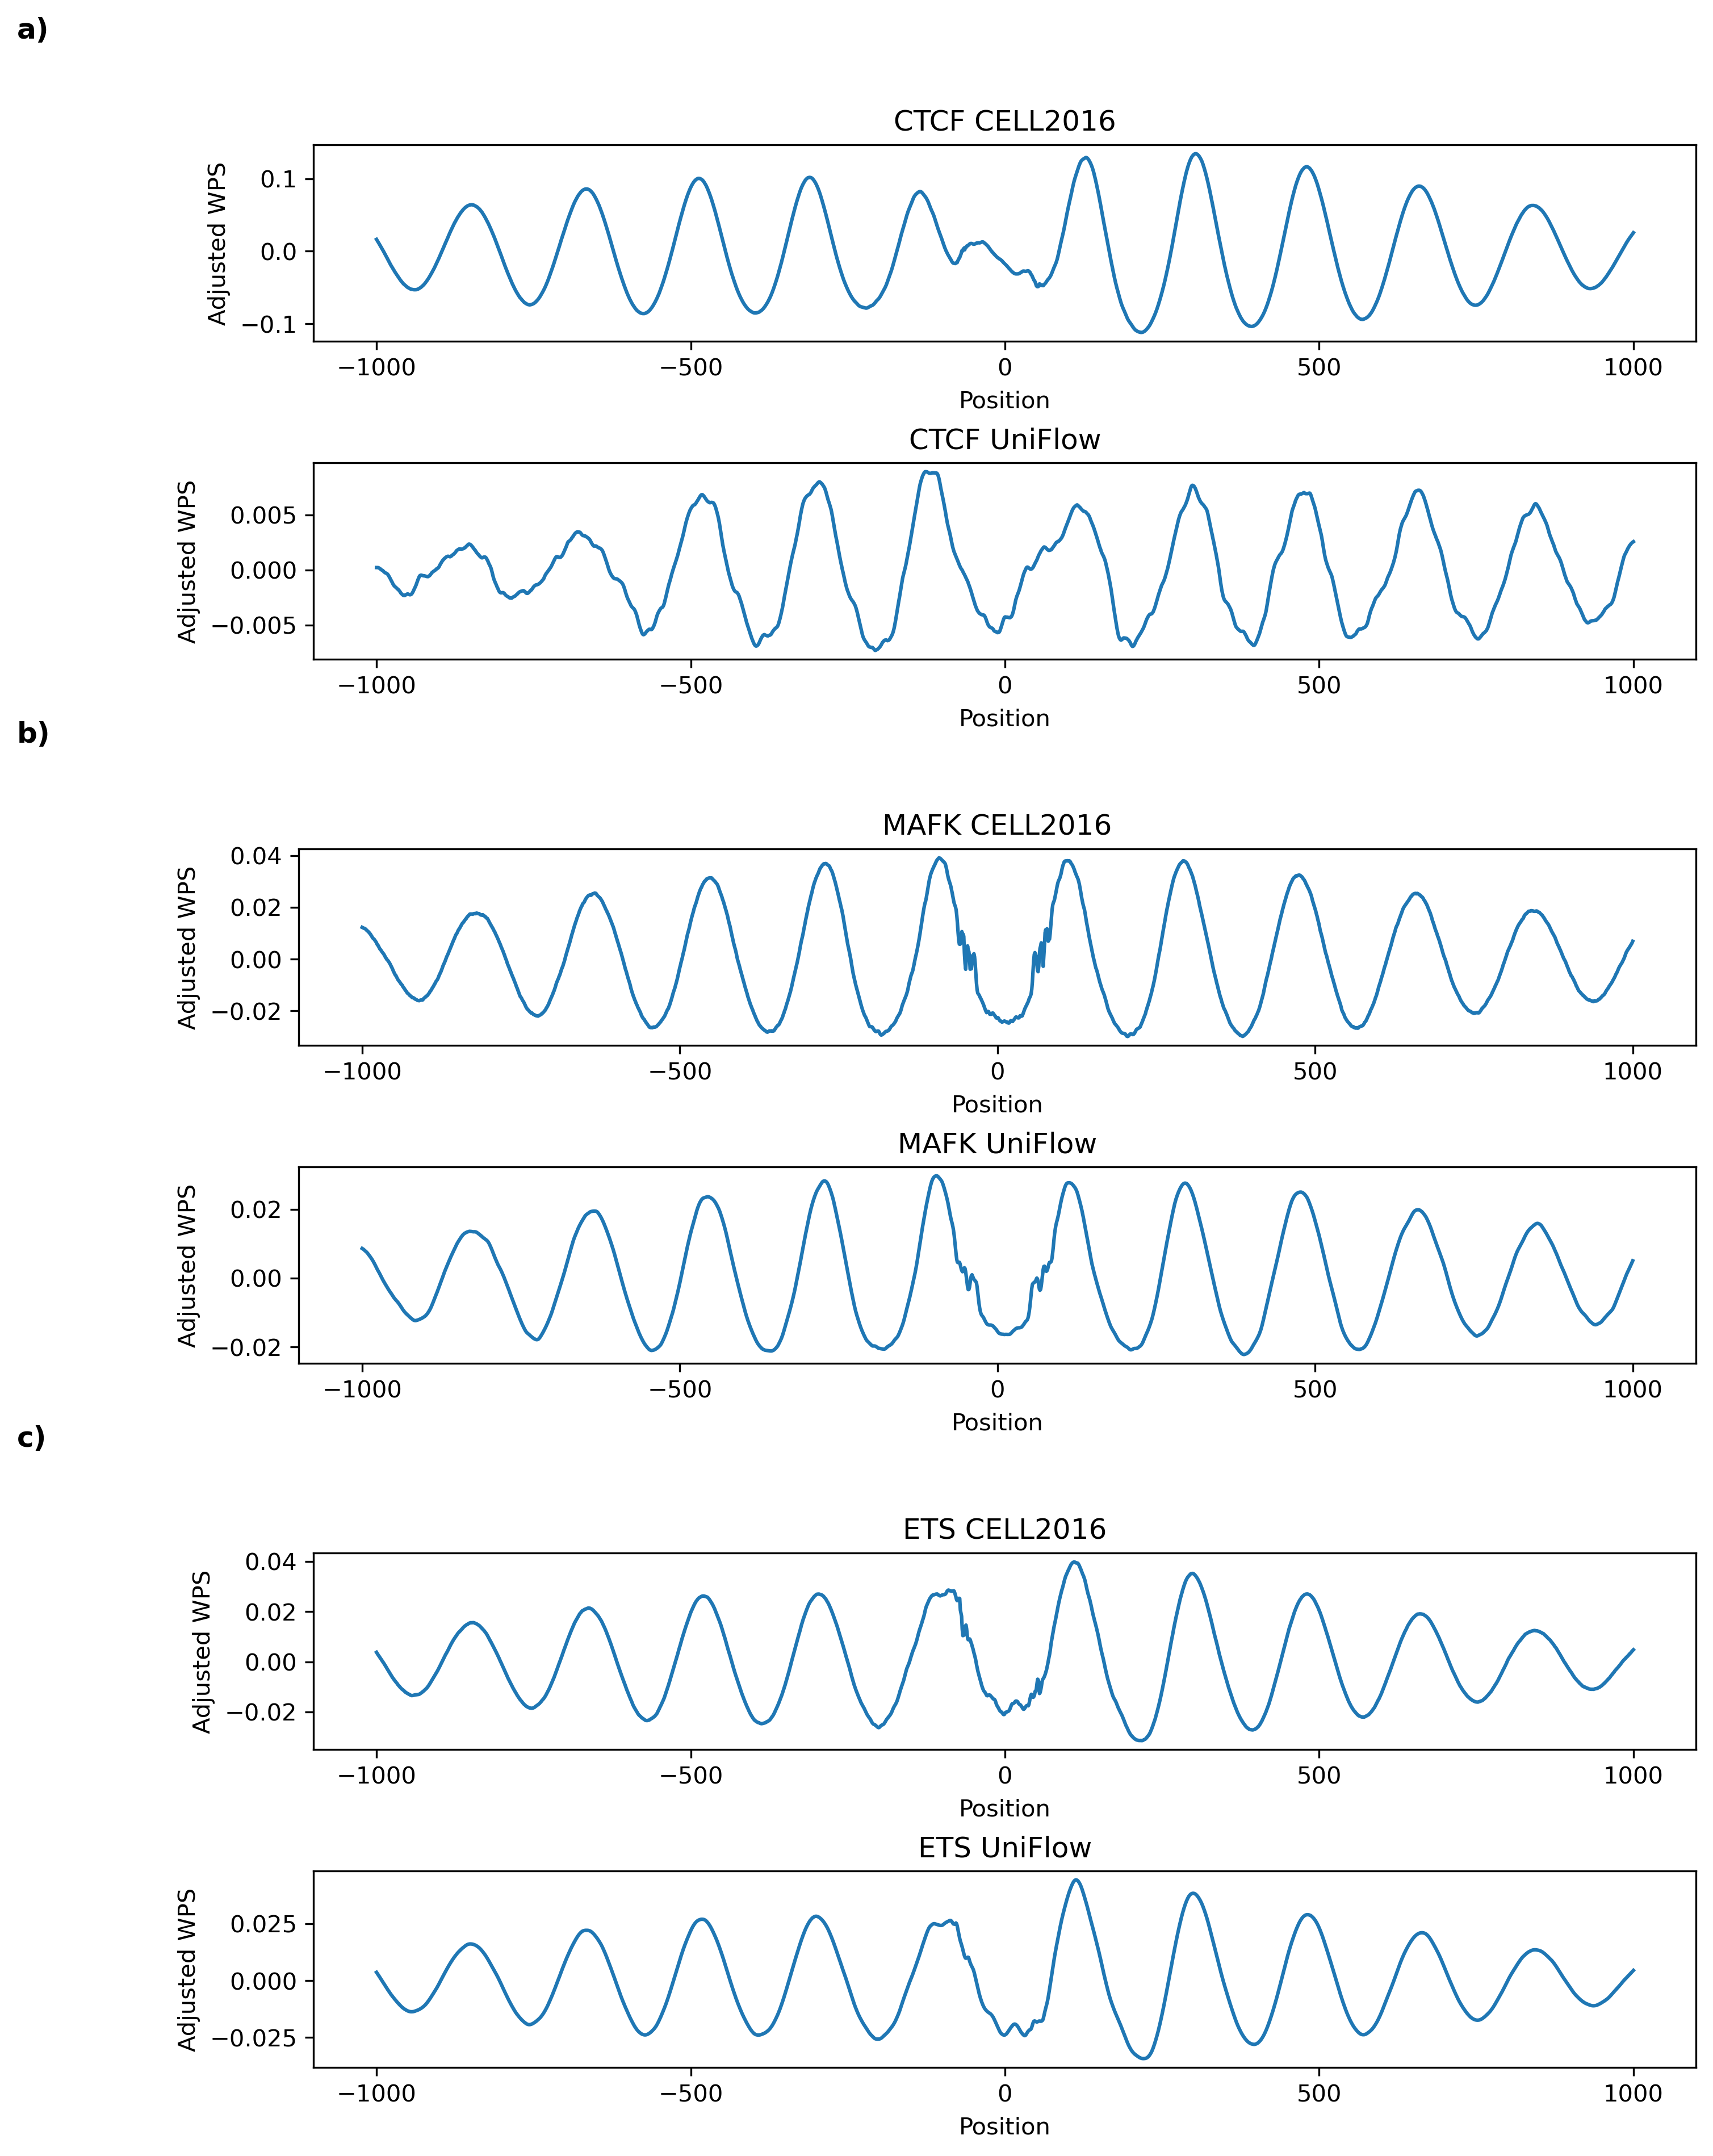 a)
CTCF CELL2016
Adjusted WPS
0.1
0.0
−0.1
−1000 −500 0 500 1000
Position
CTCF UniFlow
Adjusted WPS
0.005
0.000
−0.005
−1000 −500 0 500 1000
Position
b)
MAFK CELL2016
Adjusted WPS
0.04
0.02
0.00
−0.02
−1000 −500 0 500 1000
Position
MAFK UniFlow
Adjusted WPS
0.02
0.00
−0.02
−1000 −500 0 500 1000
Position
c)
ETS CELL2016
Adjusted WPS
0.04
0.02
0.00
−0.02
−1000 −500 0 500 1000
Position
ETS UniFlow
Adjusted WPS
0.025
0.000
−0.025
−1000 −500 0 500 1000
Position